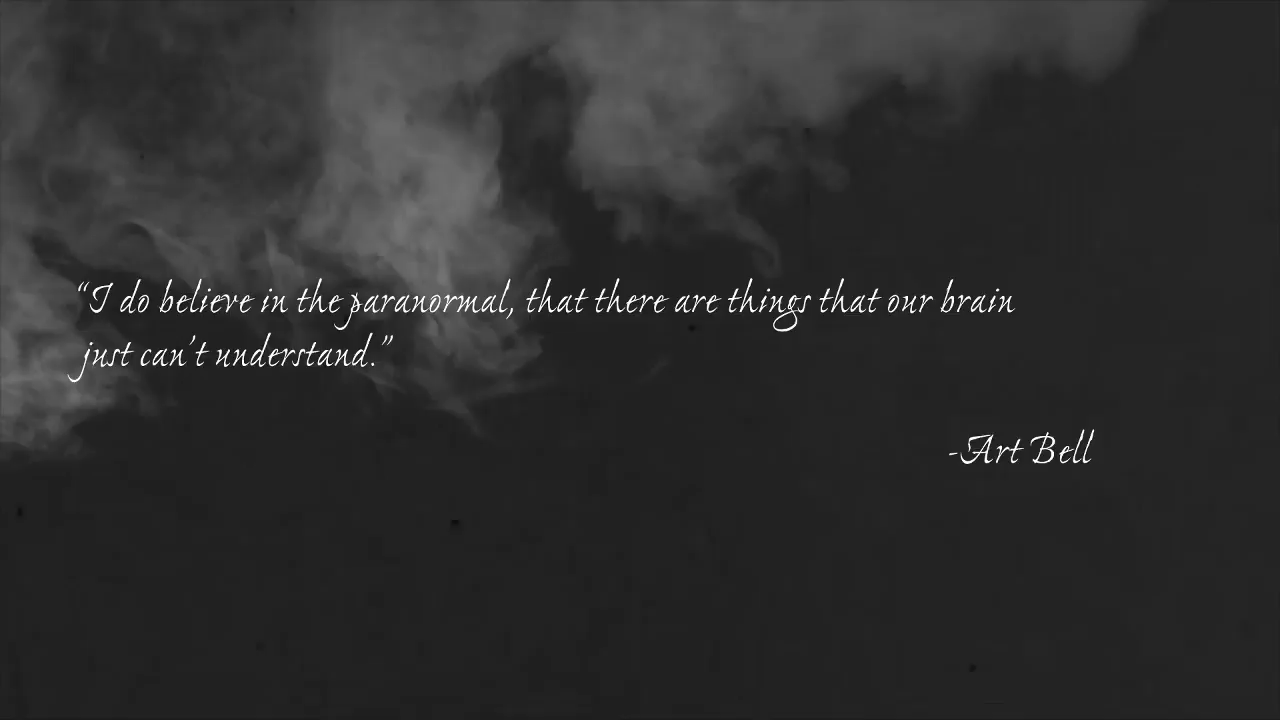 “I do believe in the paranormal, that there are things that our brain
just can’t understand.”
-Art Bell